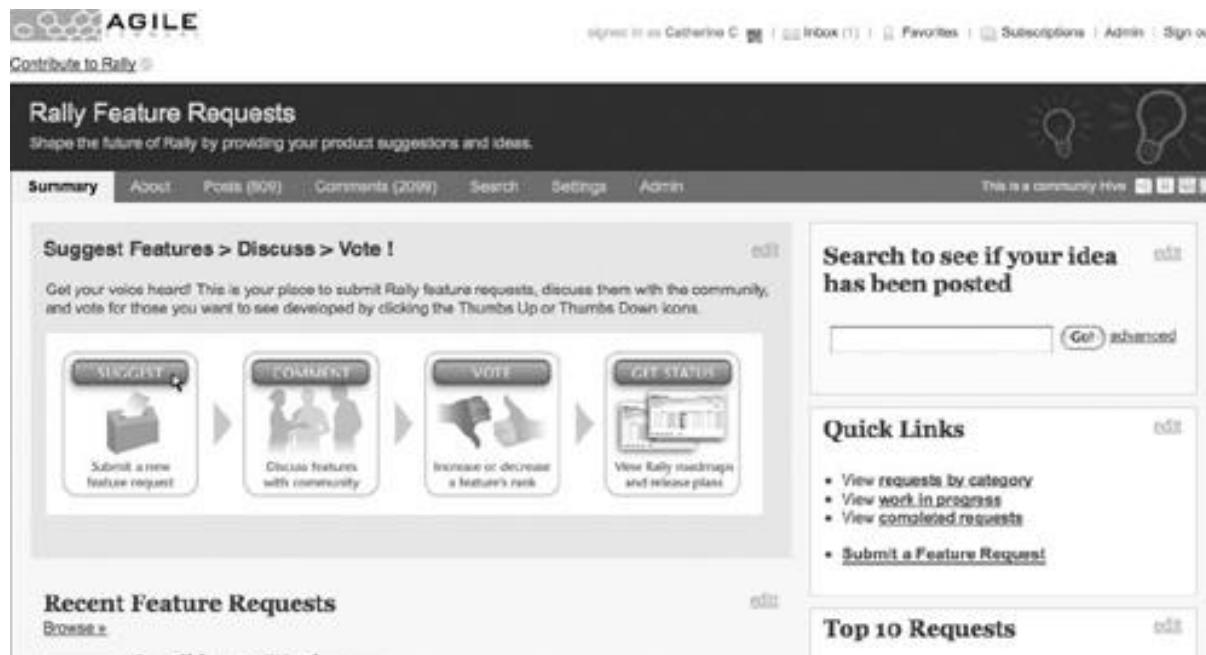 AGILE
signed in as Catherine C | Inbox (1) | Favorites | Subscriptions | Admin | Sign ou
Contribute to Rally
Rally Feature Requests
Shape the future of Rally by providing your product suggestions and ideas.
Summary About Posts (809) Comments (2099) Search Settings Admin
This is a community Hive
Suggest Features > Discuss > Vote !
edit
Get your voice heard! This is your place to submit Rally feature requests, discuss them with the community,
and vote for those you want to see developed by clicking the Thumbs Up or Thumbs Down icons.
SUGGEST
Submit a new
feature request
COMMENT
Discuss features
with community
VOTE
Increase or decrease
a feature's rank
GET STATUS
View Rally roadmaps
and release plans
Recent Feature Requests
edit
Browse »
Search to see if your idea
has been posted
edit
Go! advanced
Quick Links
edit
• View requests by category
• View work in progress
• View completed requests
• Submit a Feature Request
Top 10 Requests
edit